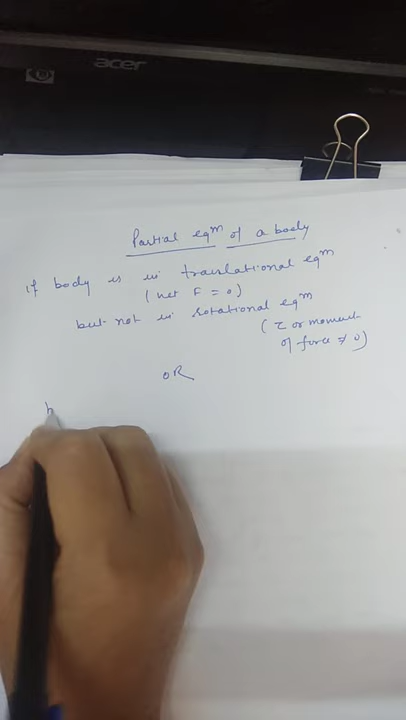 acer
Partial eqm of a body
if body is in translational eqm
( net F = 0 )
but not in rotational eqm
( τ or moment
of force ≠ 0)
OR
h